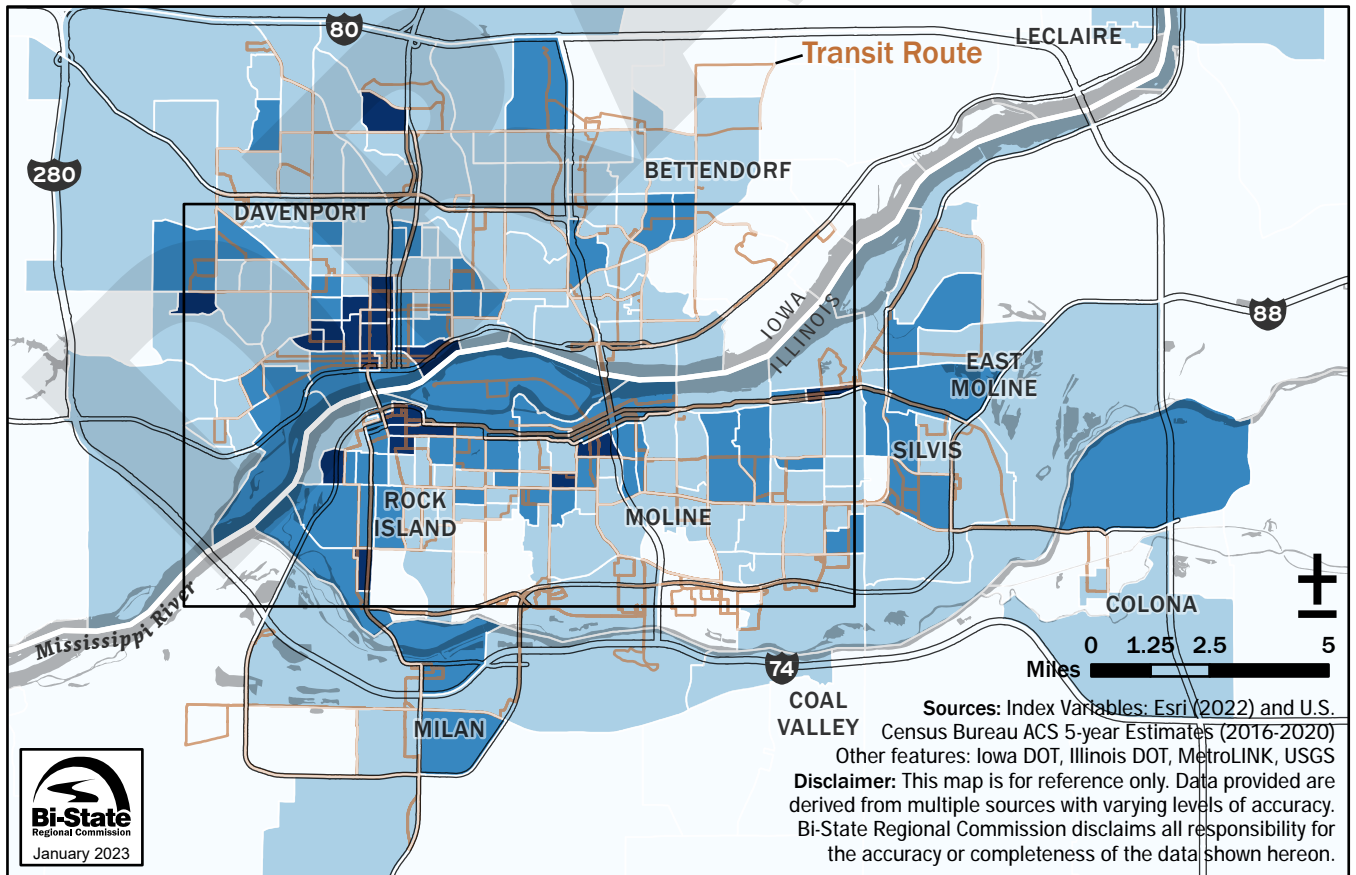 80
LECLAIRE
Transit Route
280
BETTENDORF
DAVENPORT
IOWA
ILLINOIS
88
EAST
MOLINE
SILVIS
ROCK
ISLAND
MOLINE
Mississippi River
COLONA
0 1.25 2.5 5
Miles
74
COAL
VALLEY
MILAN
Sources: Index Variables: Esri (2022) and U.S.
Census Bureau ACS 5-year Estimates (2016-2020)
Other features: Iowa DOT, Illinois DOT, MetroLINK, USGS
Disclaimer: This map is for reference only. Data provided are
derived from multiple sources with varying levels of accuracy.
Bi-State Regional Commission disclaims all responsibility for
the accuracy or completeness of the data shown hereon.
Bi-State
Regional Commission
January 2023